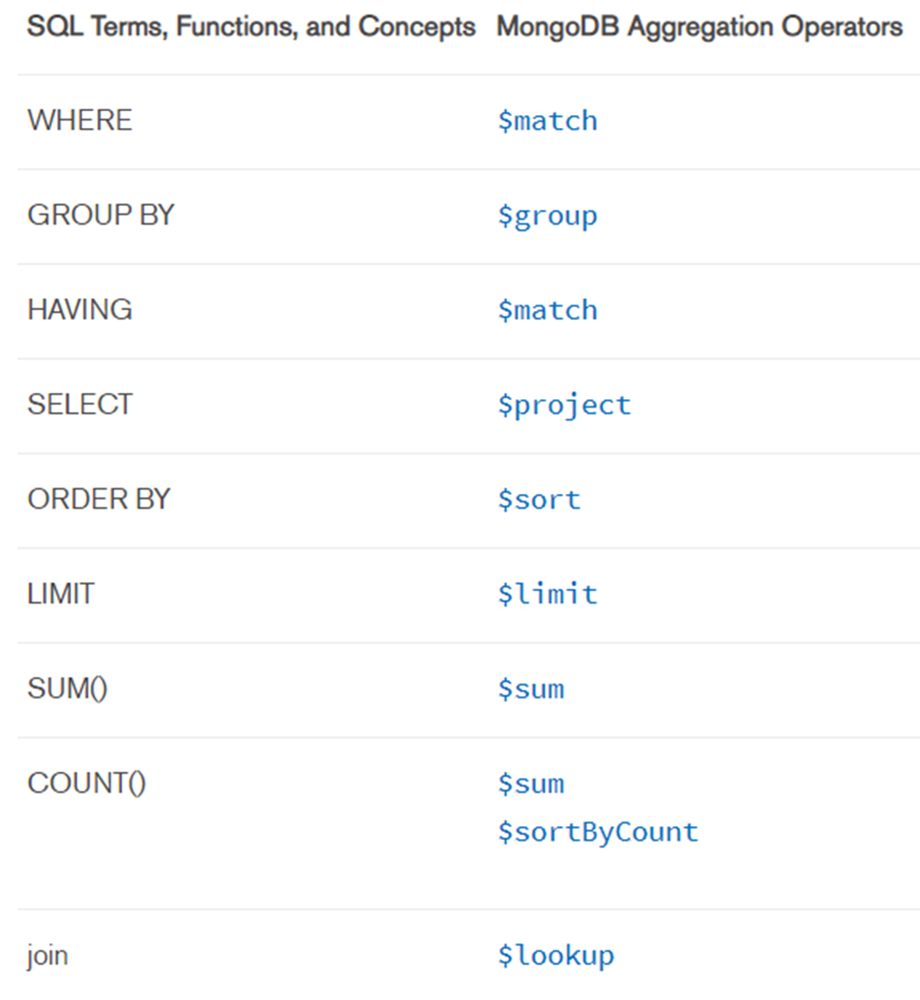 SQL Terms, Functions, and Concepts MongoDB Aggregation Operators
WHERE $match
GROUP BY $group
HAVING $match
SELECT $project
ORDER BY $sort
LIMIT $limit
SUM() $sum
COUNT() $sum
$sortByCount
join $lookup